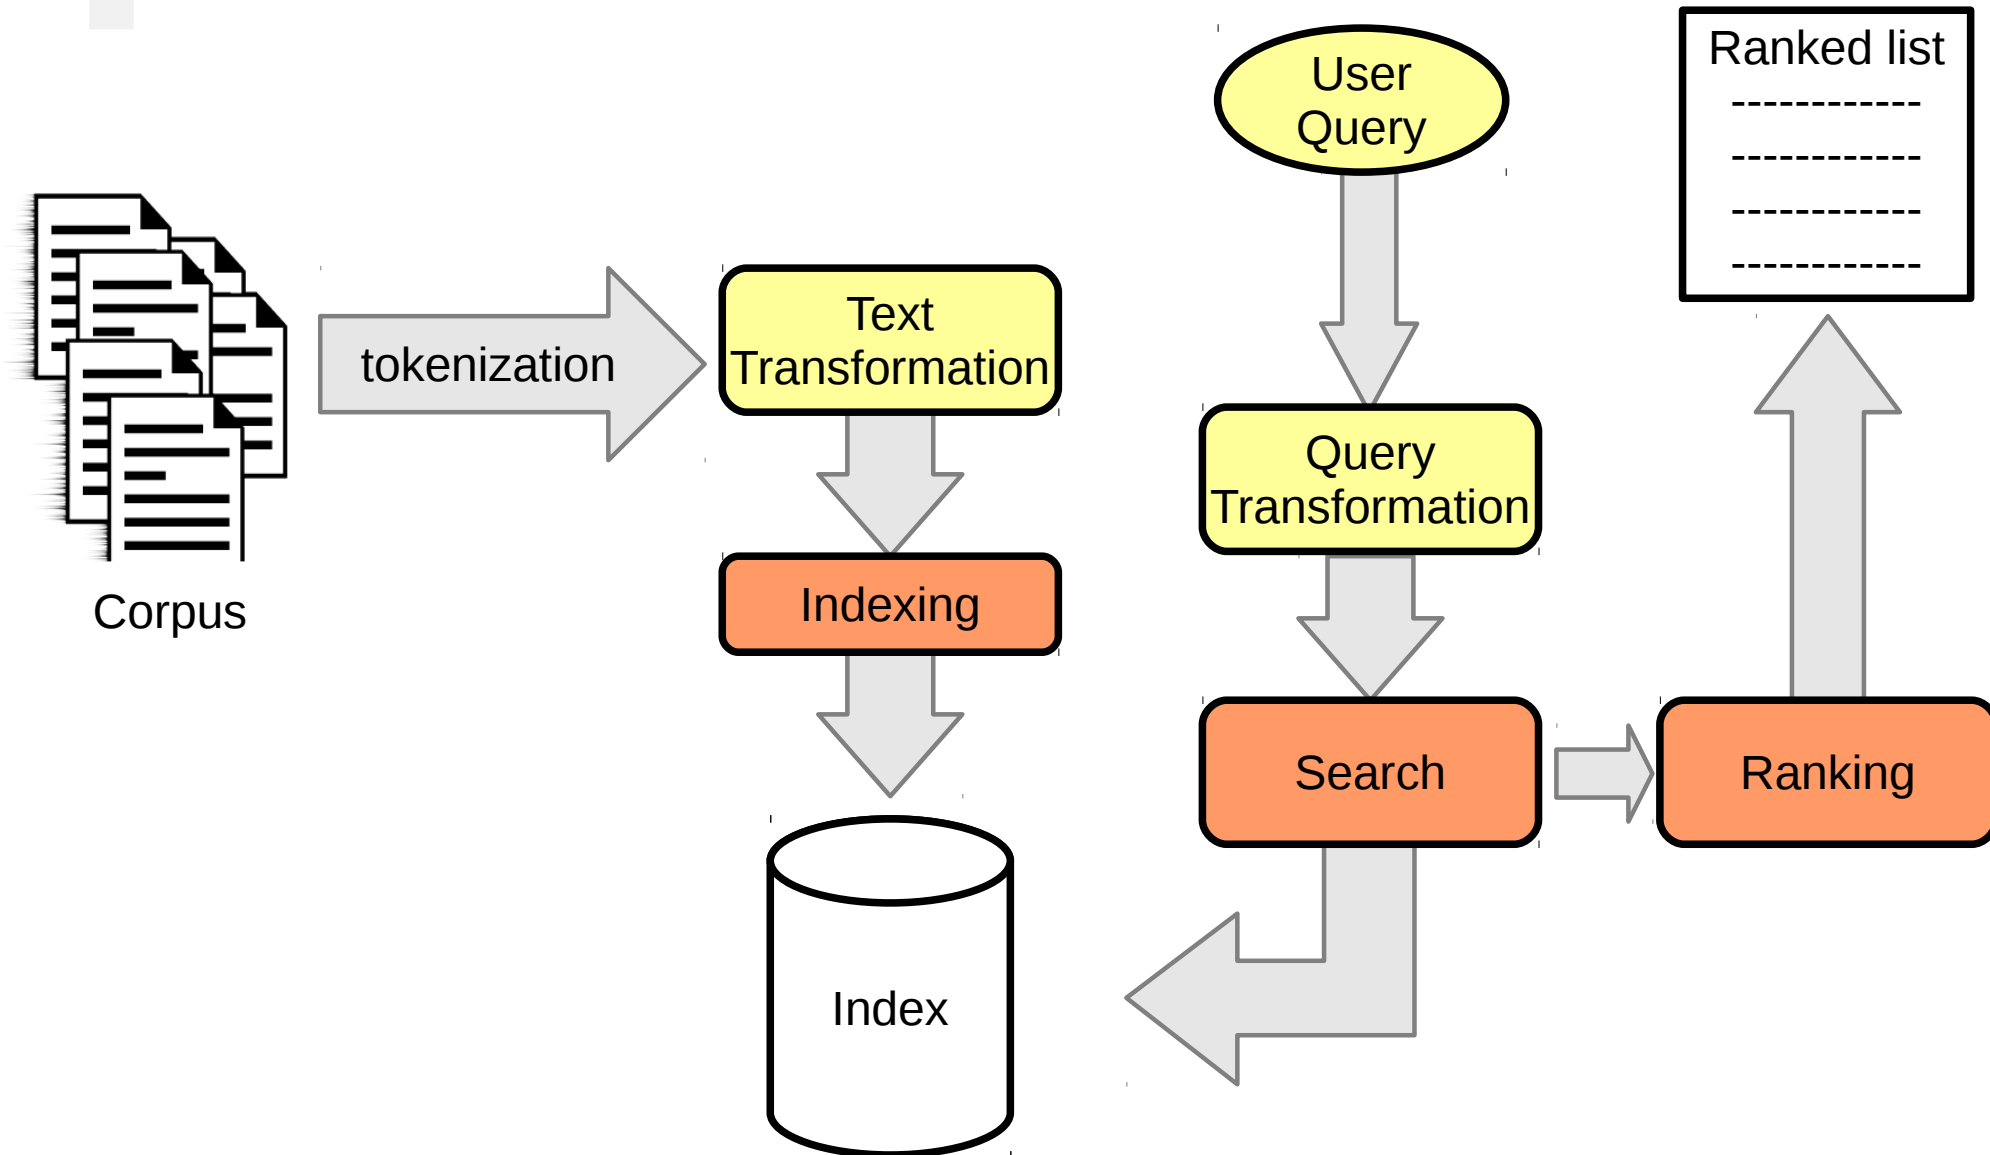 User
Query
Ranked list
------------
------------
------------
------------
tokenization
Text
Transformation
Query
Transformation
Corpus
Indexing
Search
Ranking
Index